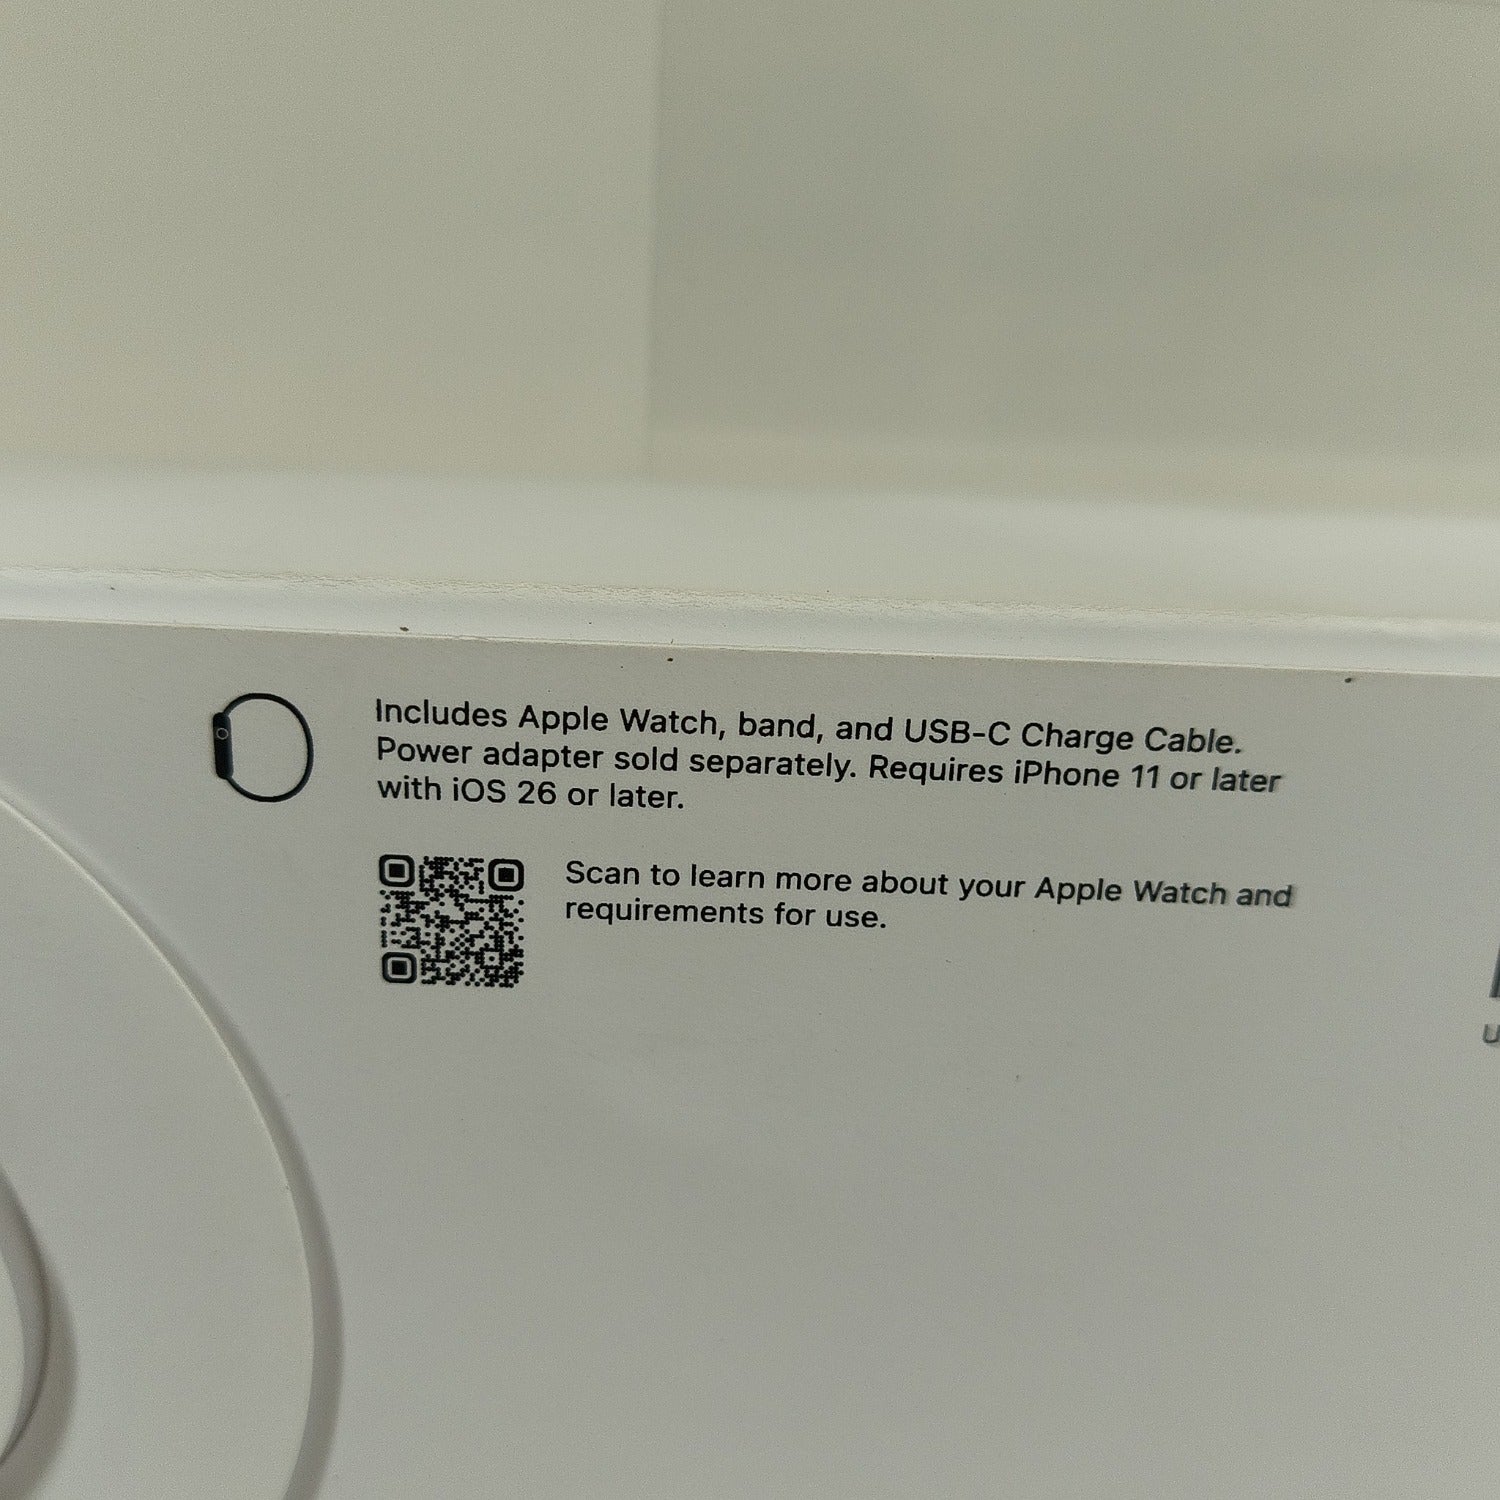 Includes Apple Watch, band, and USB-C Charge Cable.
Power adapter sold separately. Requires iPhone 11 or later
with iOS 26 or later.
Scan to learn more about your Apple Watch and
requirements for use.